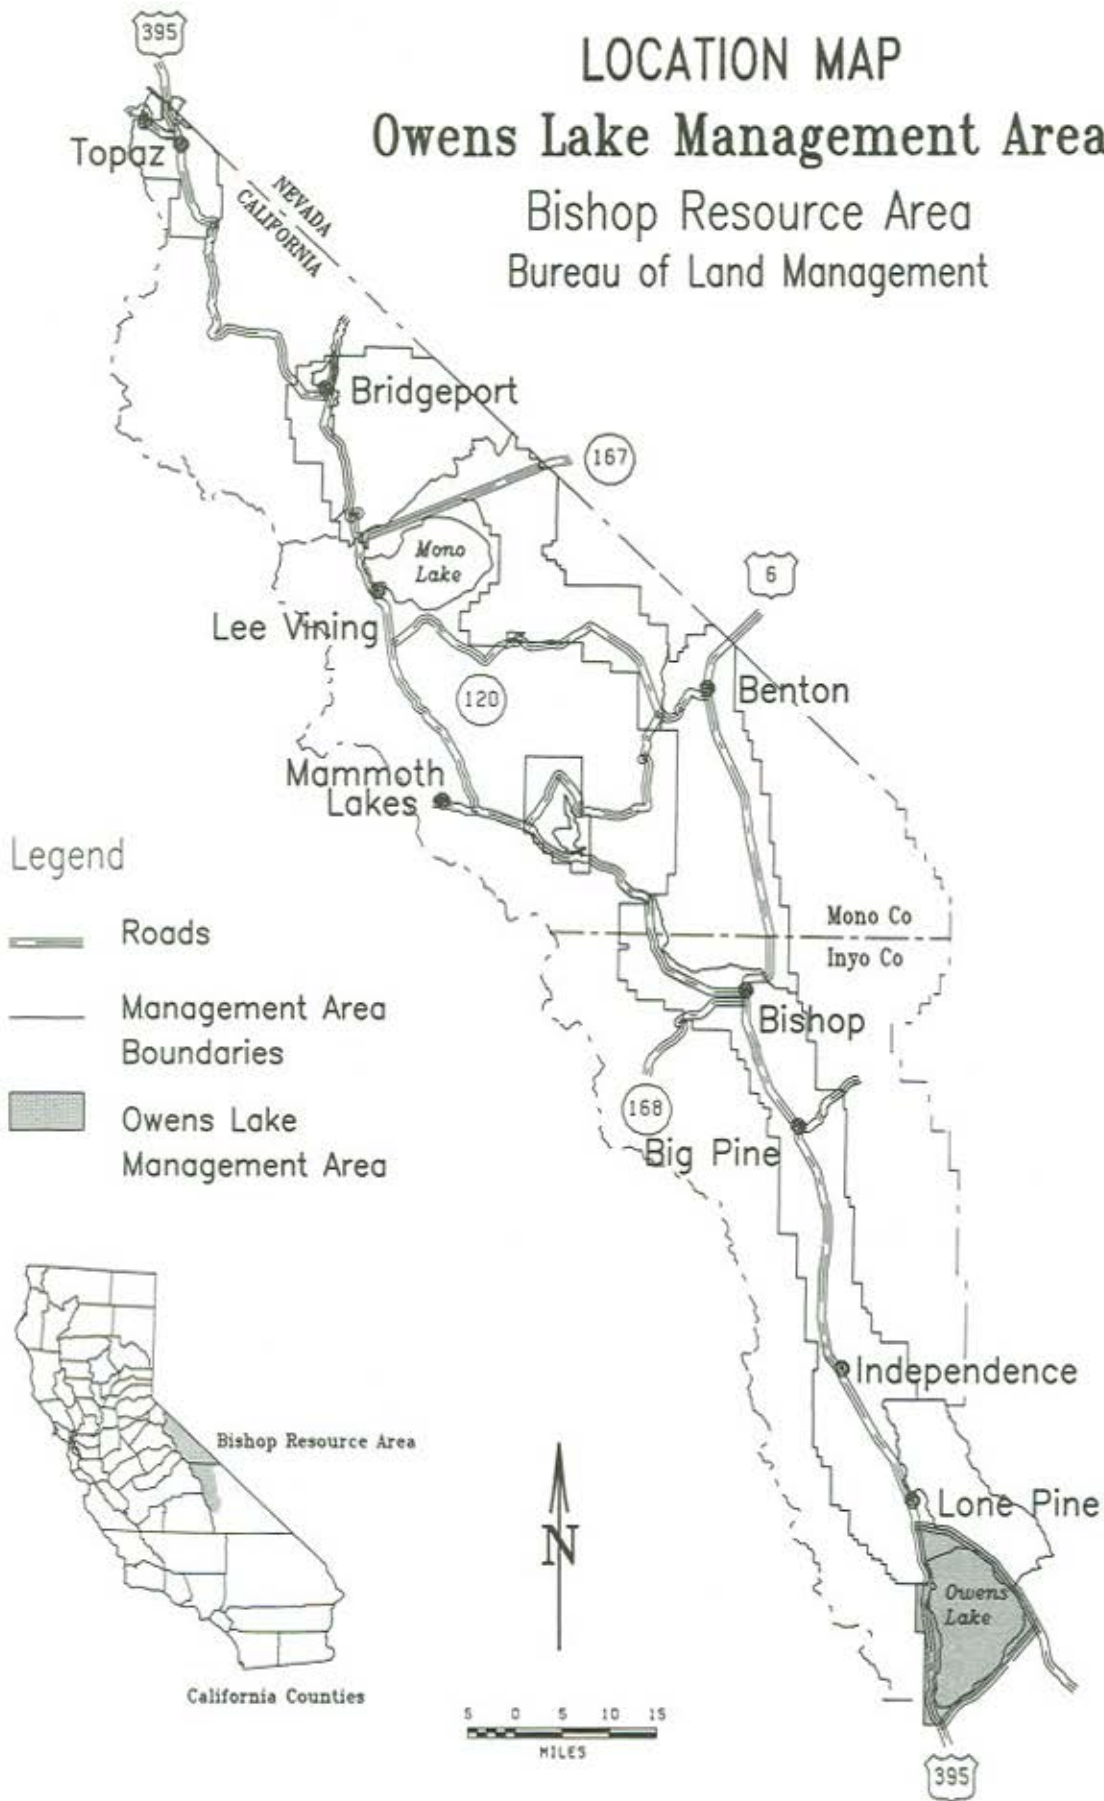 395
LOCATION MAP
Owens Lake Management Area
Bishop Resource Area
Bureau of Land Management
Topaz
NEVADA
CALIFORNIA
Bridgeport
167
Mono
Lake
6
Lee Vining
120
Benton
Mammoth
Lakes
Legend
Roads
Management Area
Boundaries
Owens Lake
Management Area
Mono Co
Inyo Co
Bishop
168
Big Pine
Independence
Bishop Resource Area
Lone Pine
N
Owens
Lake
California Counties
5 0 5 10 15
MILES
395